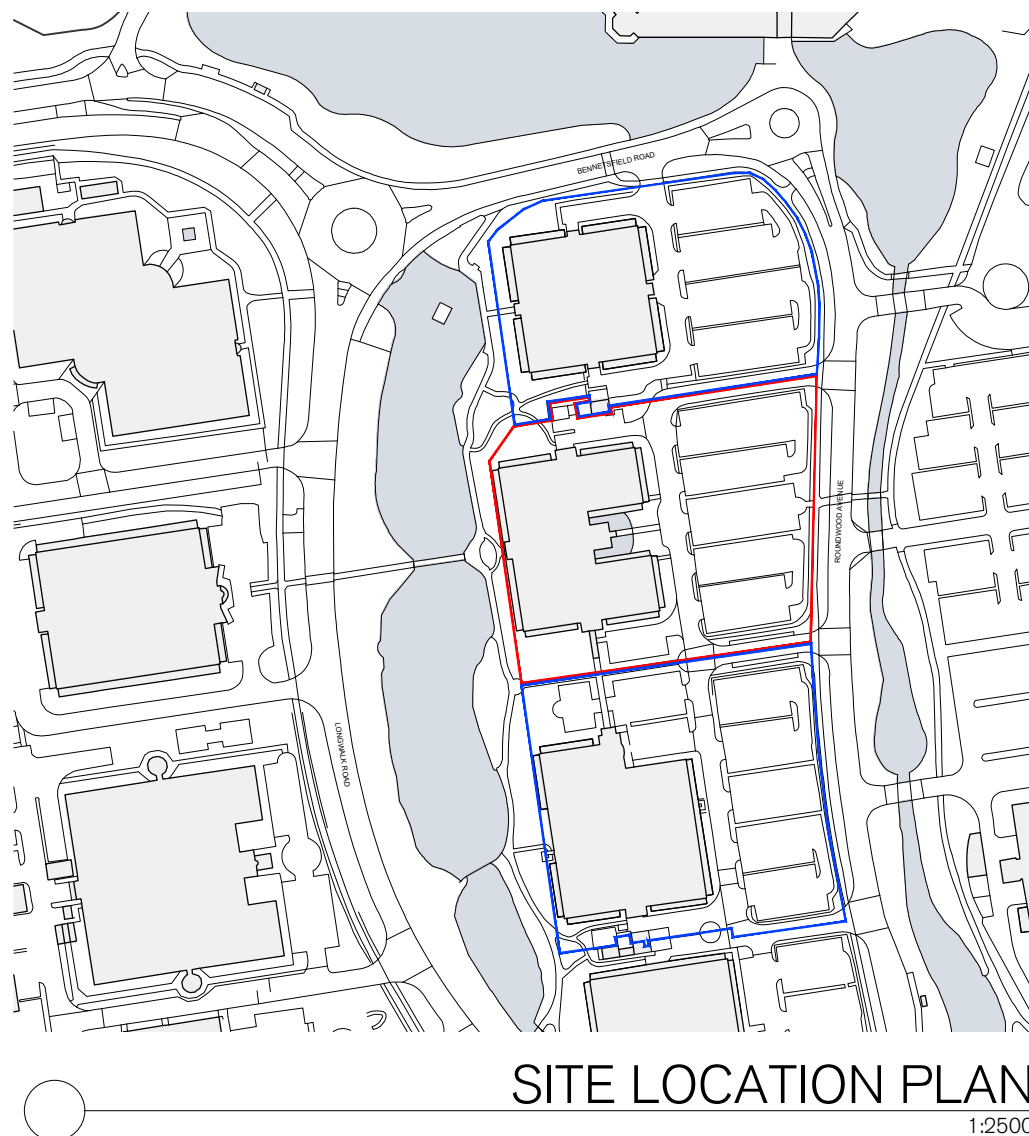 BENNETSFIELD ROAD
ROUNDWOOD AVENUE
LONGWALK ROAD
SITE LOCATION PLAN
1:2500